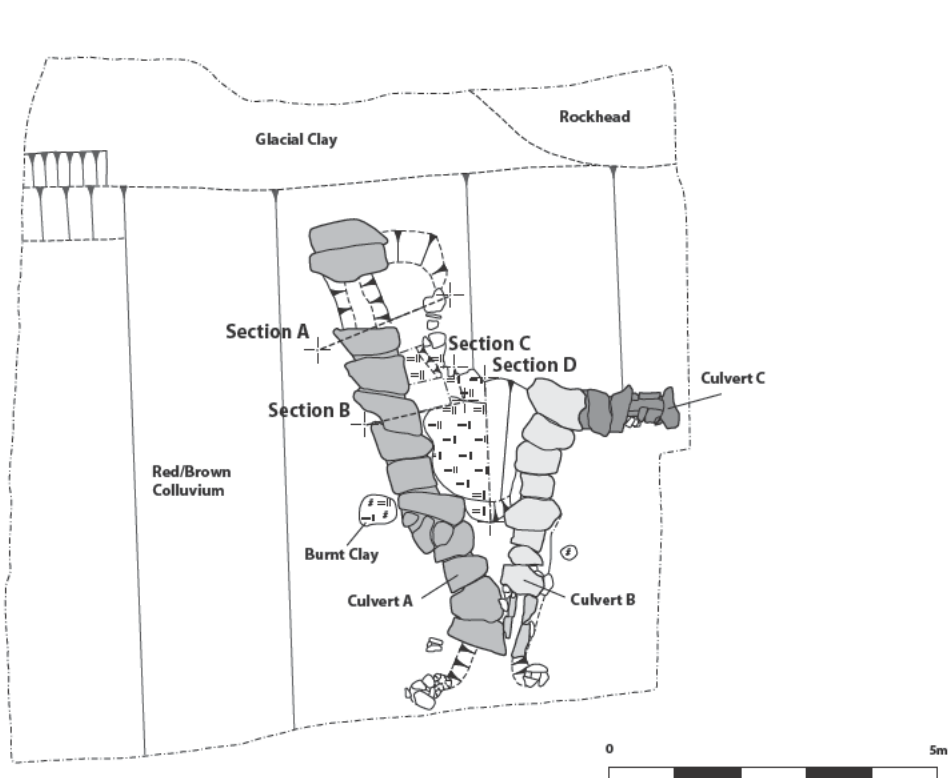 Rockhead
Glacial Clay
Section A
Section C
Section D
Culvert C
Section B
Red/Brown
Colluvium
Burnt Clay
Culvert A
Culvert B
0
5m